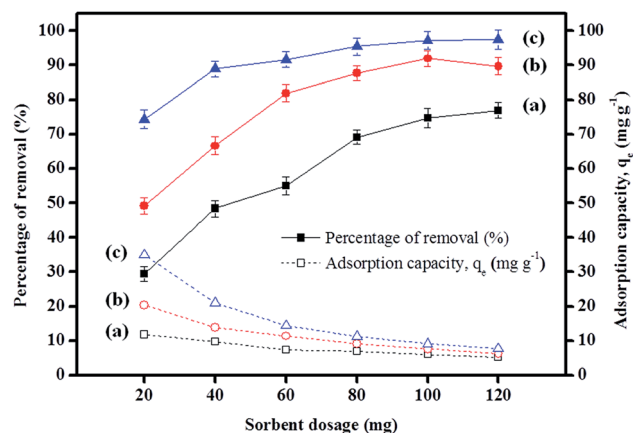 100
90
80
70
60
50
40
30
20
10
0
Percentage of removal (%)
(c)
(b)
(a)
(c)
(b)
(a)
Percentage of removal (%)
Adsorption capacity, qe (mg g-1)
100
90
80
70
60
50
40
30
20
10
0
Adsorption capacity, qe (mg g-1)
20 40 60 80 100 120
Sorbent dosage (mg)